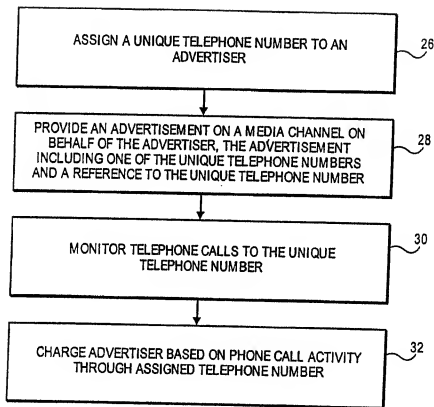 ASSIGN A UNIQUE TELEPHONE NUMBER TO AN
ADVERTISER
26
PROVIDE AN ADVERTISEMENT ON A MEDIA CHANNEL ON
BEHALF OF THE ADVERTISER, THE ADVERTISEMENT
INCLUDING ONE OF THE UNIQUE TELEPHONE NUMBERS
AND A REFERENCE TO THE UNIQUE TELEPHONE NUMBER
28
MONITOR TELEPHONE CALLS TO THE UNIQUE
TELEPHONE NUMBER
30
CHARGE ADVERTISER BASED ON PHONE CALL ACTIVITY
THROUGH ASSIGNED TELEPHONE NUMBER
32